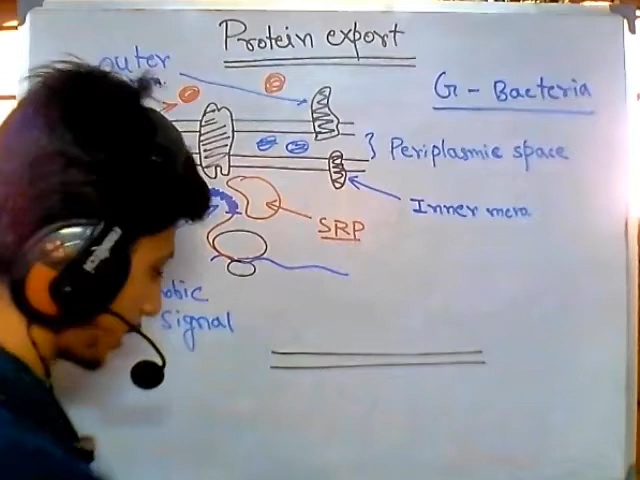 Protein export
outer
G - Bacteria
Periplasmic space
Inner mem
SRP
Signal